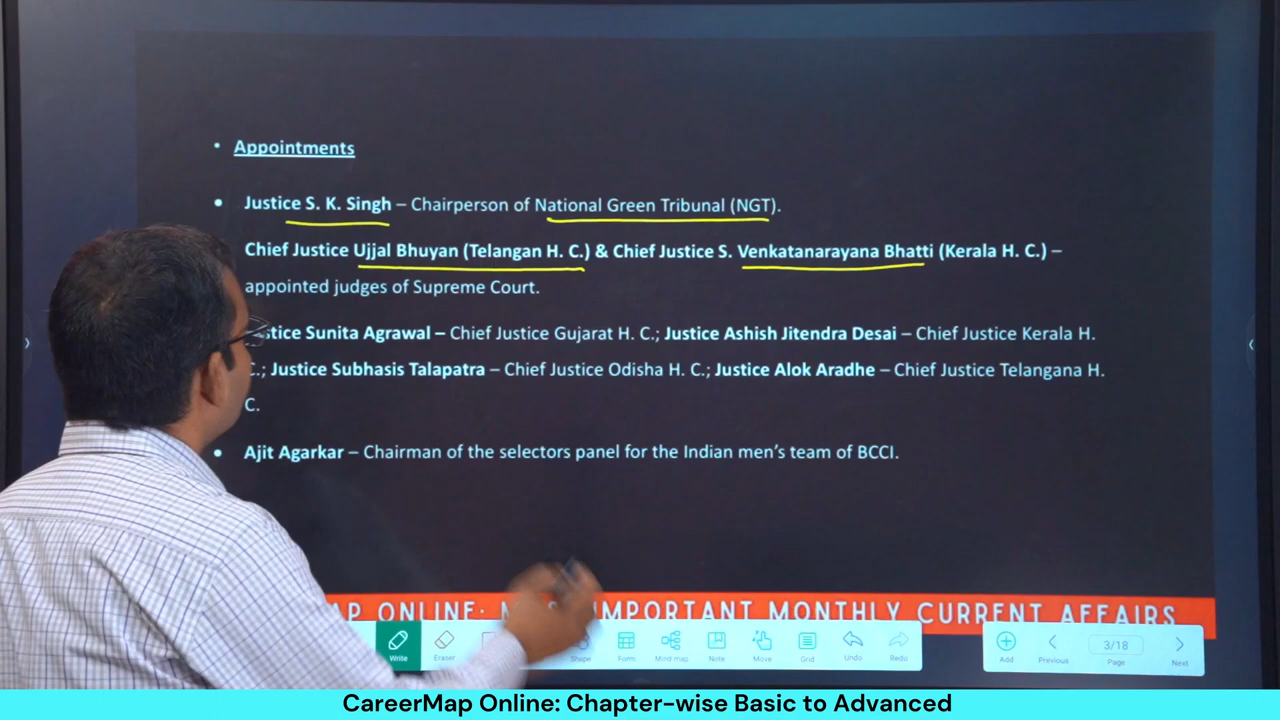 • Appointments
• Justice S. K. Singh – Chairperson of National Green Tribunal (NGT).
Chief Justice Ujjal Bhuyan (Telangan H. C.) & Chief Justice S. Venkatanarayana Bhatti (Kerala H. C.) –
appointed judges of Supreme Court.
stice Sunita Agrawal – Chief Justice Gujarat H. C.; Justice Ashish Jitendra Desai – Chief Justice Kerala H.
C.; Justice Subhasis Talapatra – Chief Justice Odisha H. C.; Justice Alok Aradhe – Chief Justice Telangana H.
C.
• Ajit Agarkar – Chairman of the selectors panel for the Indian men's team of BCCI.
AP ONLINE: IMPORTANT MONTHLY CURRENT AFFAIRS
Write Eraser Shape Form Mind map Note Move Grid Undo Redo
Add Previous 3/18 Page Next
CareerMap Online: Chapter-wise Basic to Advanced